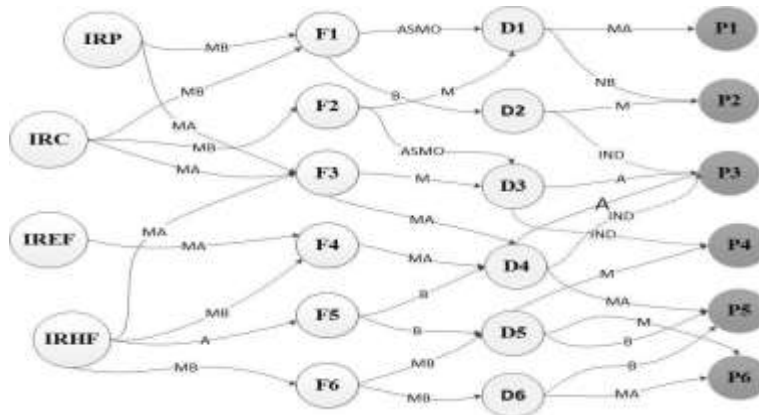 IRP MB F1 ASMO D1 MA P1
MB B M NB
IRC MA MB F2 D2 M P2
MA F3 ASMO M D3 IND A P3
MA MA A IND
IREF MA F4 MA D4 IND P4
MB B M MA
IRHF A F5 B D5 M B P5
MB MB B
F6 MB D6 MA P6